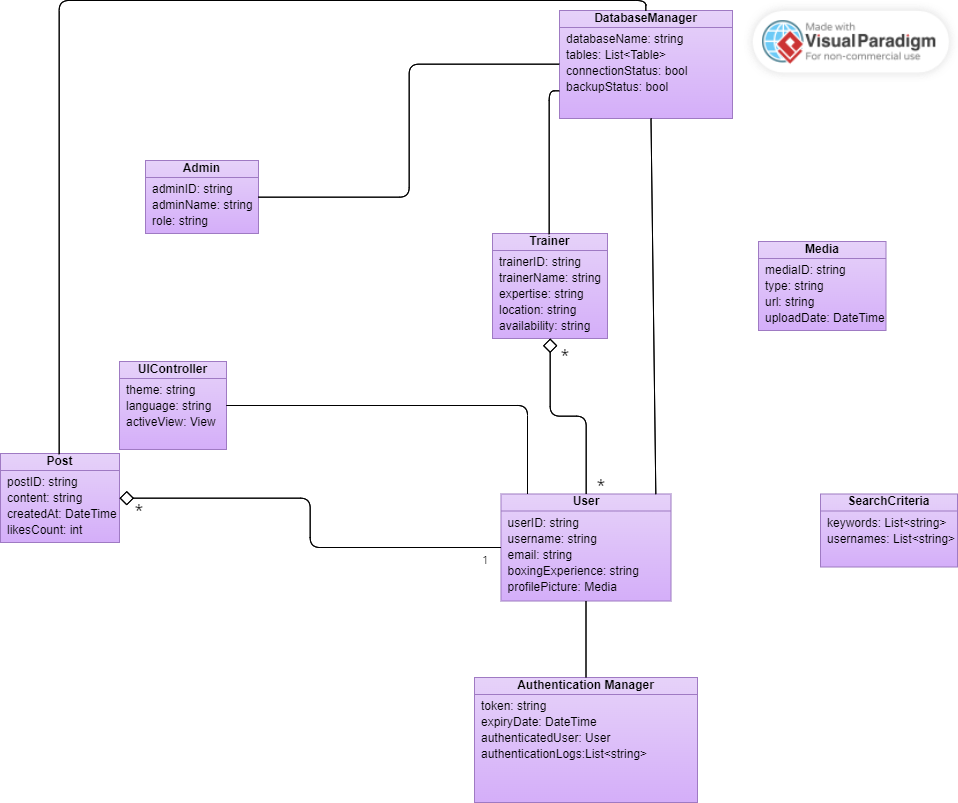 DatabaseManager
databaseName: string
tables: List<Table>
connectionStatus: bool
backupStatus: bool
Made with
VisualParadigm
For non-commercial use
Admin
adminID: string
adminName: string
role: string
Trainer
trainerID: string
trainerName: string
expertise: string
location: string
availability: string
*
Media
mediaID: string
type: string
url: string
uploadDate: DateTime
UIController
theme: string
language: string
activeView: View
Post
postID: string
content: string
createdAt: DateTime
likesCount: int
*
*
1
User
userID: string
username: string
email: string
boxingExperience: string
profilePicture: Media
SearchCriteria
keywords: List<string>
usernames: List<string>
Authentication Manager
token: string
expiryDate: DateTime
authenticatedUser: User
authenticationLogs:List<string>